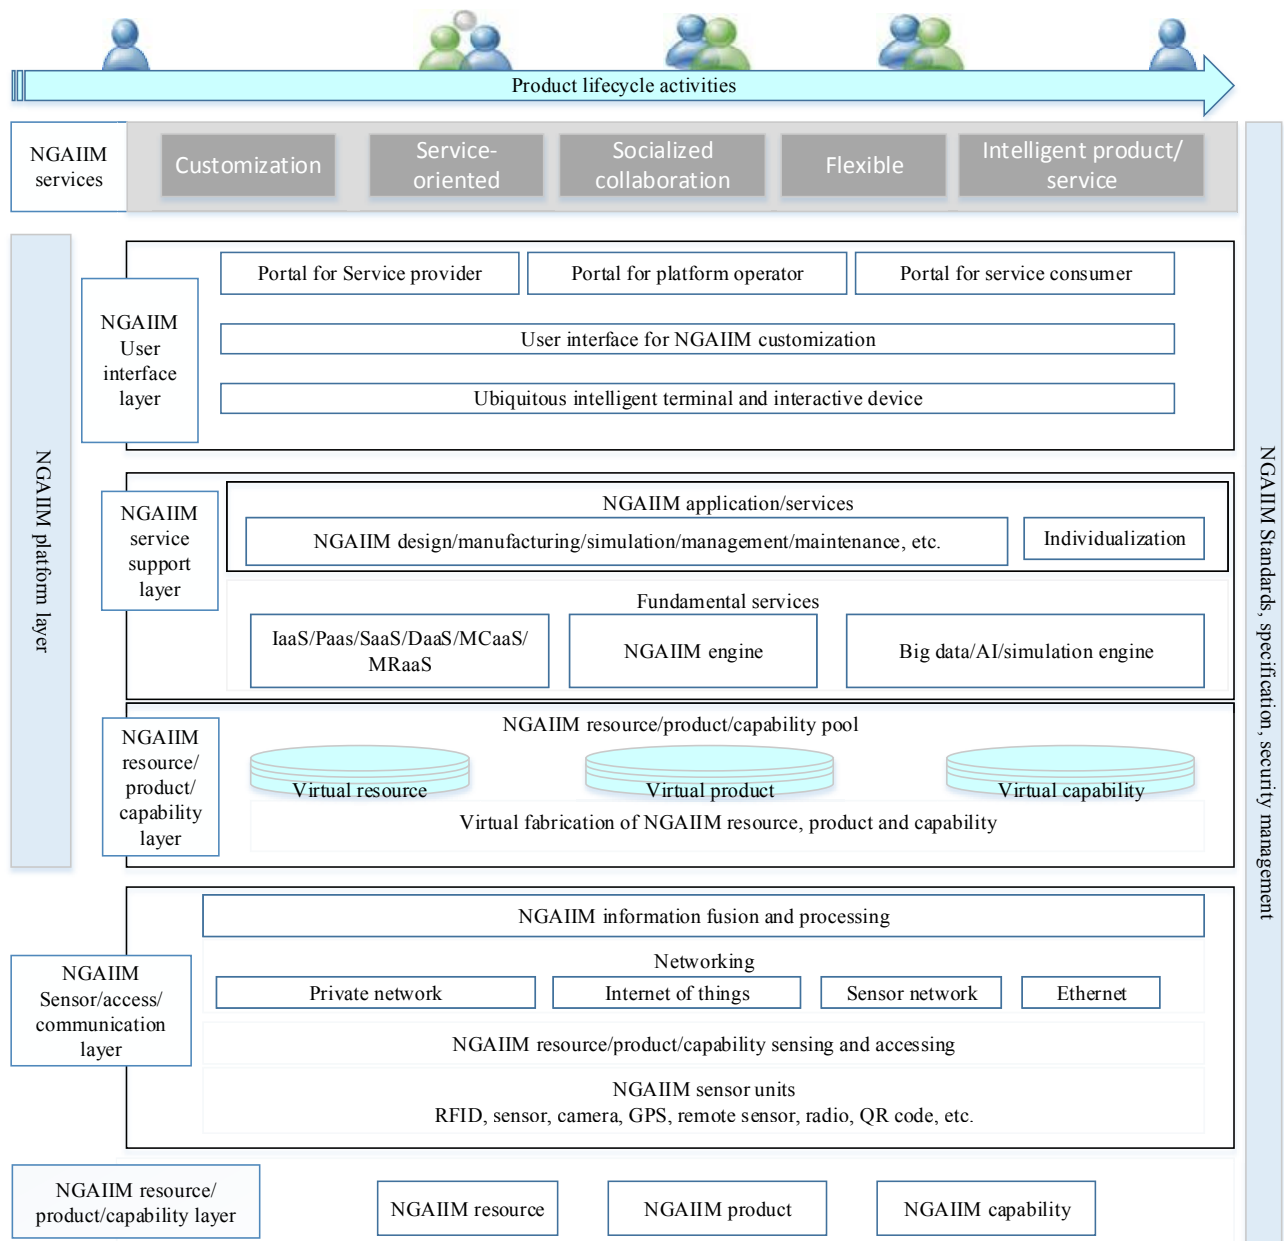 Product lifecycle activities
NGAIIM
services
Customization
Service-
oriented
Socialized
collaboration
Flexible
Intelligent product/
service
NGAIIM platform layer
NGAIIM
User
interface
layer
Portal for Service provider
Portal for platform operator
Portal for service consumer
User interface for NGAIIM customization
Ubiquitous intelligent terminal and interactive device
NGAIIM
service
support
layer
NGAIIM application/services
NGAIIM design/manufacturing/simulation/management/maintenance, etc.
Individualization
Fundamental services
IaaS/Paas/SaaS/DaaS/MCaaS/
MRaaS
NGAIIM engine
Big data/AI/simulation engine
NGAIIM
resource/
product/
capability
layer
NGAIIM resource/product/capability pool
Virtual resource
Virtual product
Virtual capability
Virtual fabrication of NGAIIM resource, product and capability
NGAIIM
Sensor/access/
communication
layer
NGAIIM information fusion and processing
Networking
Private network
Internet of things
Sensor network
Ethernet
NGAIIM resource/product/capability sensing and accessing
NGAIIM sensor units
RFID, sensor, camera, GPS, remote sensor, radio, QR code, etc.
NGAIIM resource/
product/capability layer
NGAIIM resource
NGAIIM product
NGAIIM capability
NGAIIM Standards, specification, security management